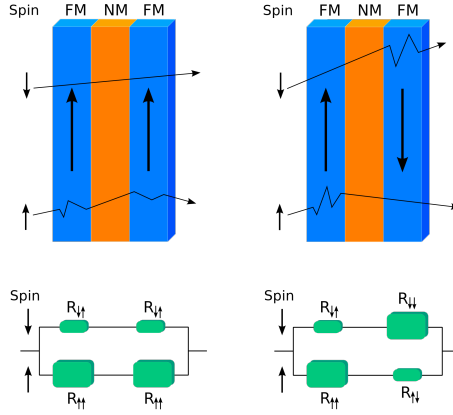 Spin FM NM FM
Spin FM NM FM
Spin
R↓↑ R↓↑
R↑↑ R↑↑
Spin
R↓↑ R↓↓
R↑↑ R↑↓